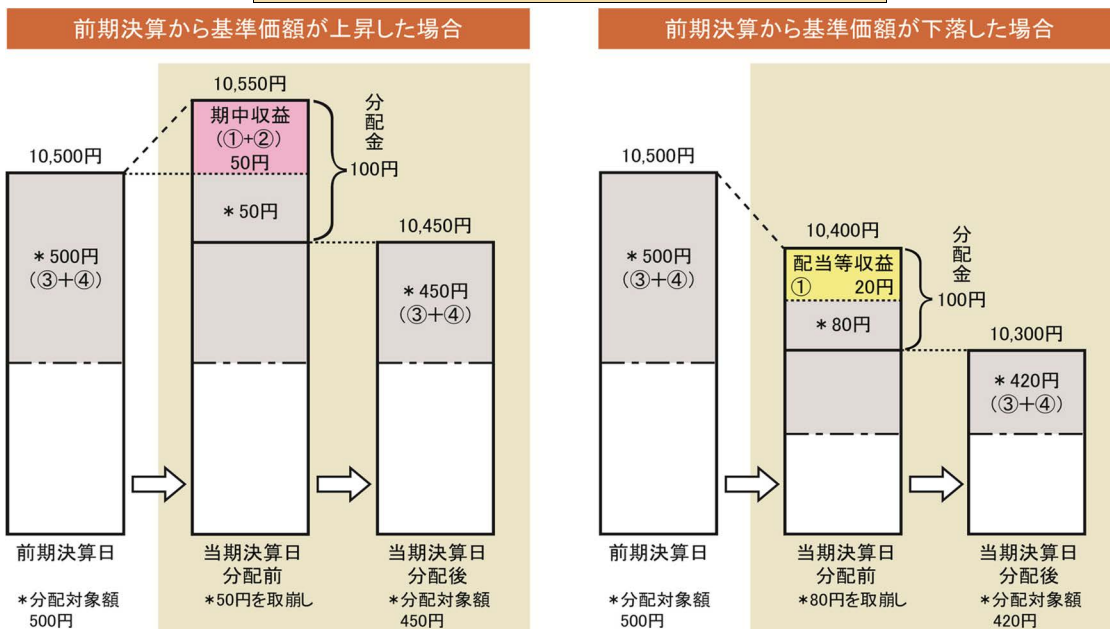 前期決算から基準価額が上昇した場合
10,550円
期中収益
(①+②)
50円
分配金
100円
10,500円
*50円
10,450円
*500円
(③+④)
*450円
(③+④)
前期決算日
当期決算日
分配前
当期決算日
分配後
*分配対象額
500円
*50円を取崩し
*分配対象額
450円
前期決算から基準価額が下落した場合
10,500円
10,400円
分配金
*500円
(③+④)
配当等収益
① 20円
100円
*80円
10,300円
*420円
(③+④)
前期決算日
当期決算日
分配前
当期決算日
分配後
*分配対象額
500円
*80円を取崩し
*分配対象額
420円